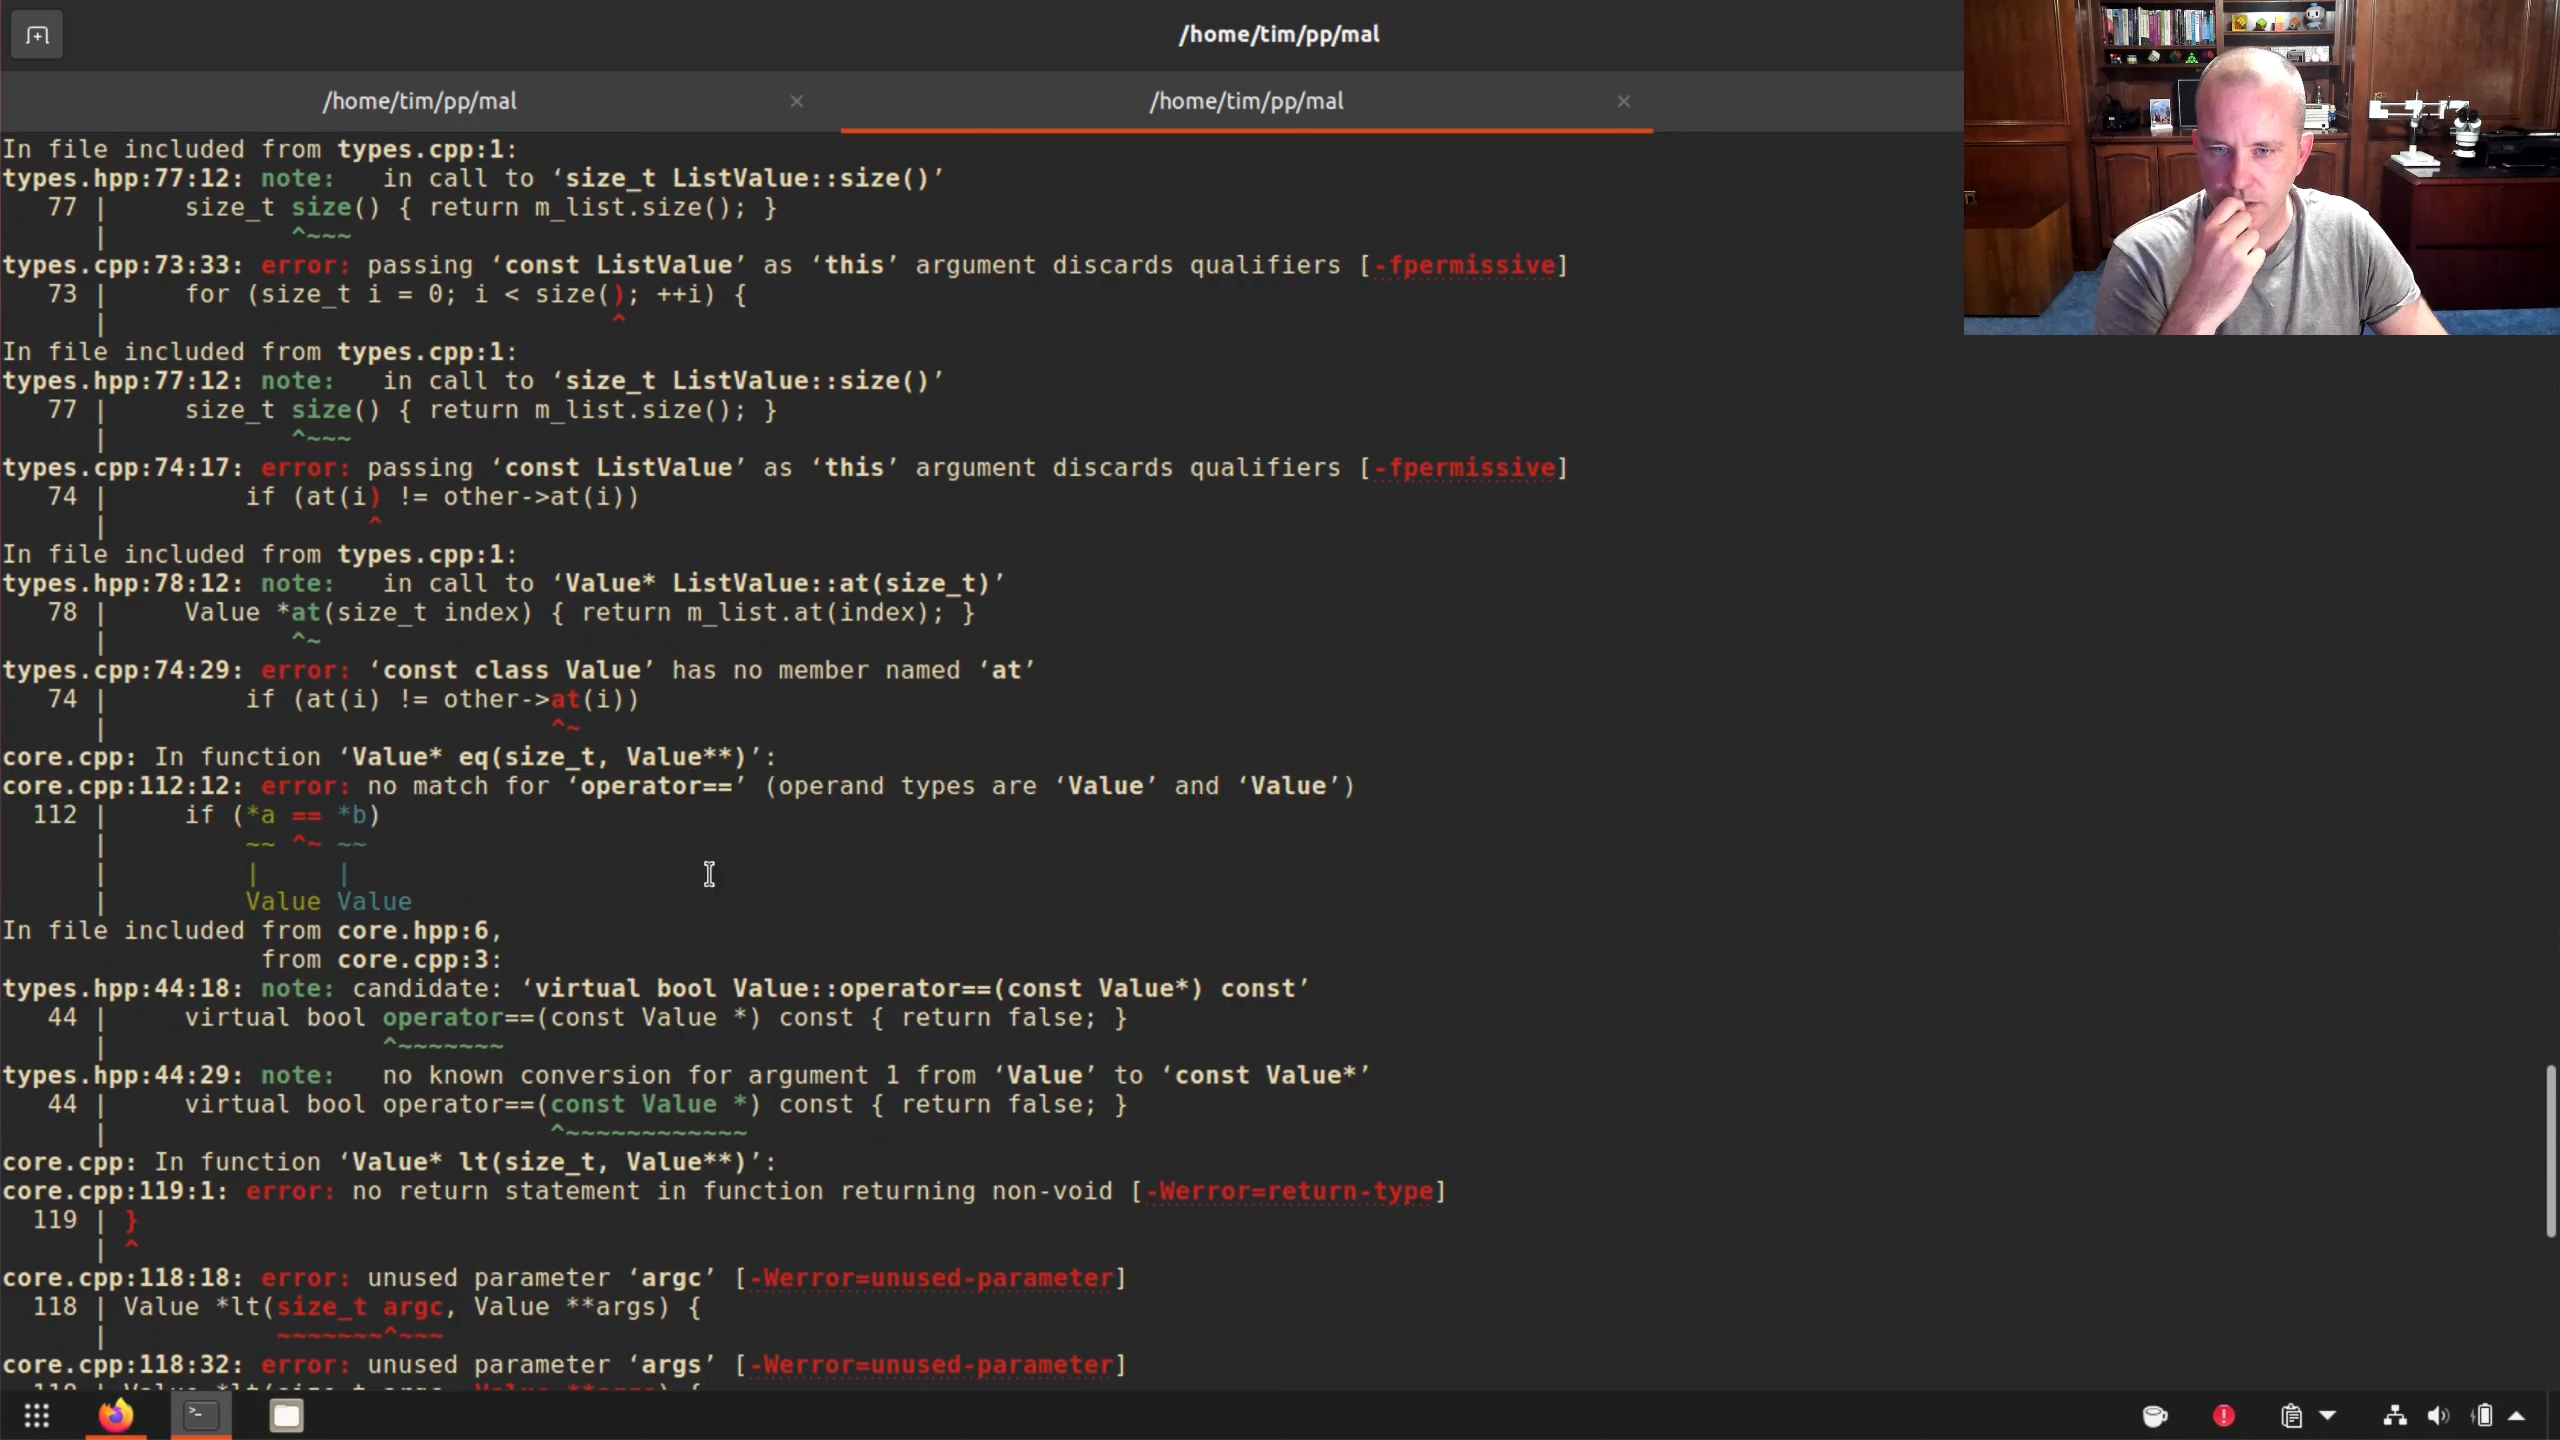 /home/tim/pp/mal
/home/tim/pp/mal × /home/tim/pp/mal ×
In file included from types.cpp:1:
types.hpp:77:12: note:   in call to ‘size_t ListValue::size()’
   77 |     size_t size() { return m_list.size(); }
      |            ^~~~
types.cpp:73:33: error: passing ‘const ListValue’ as ‘this’ argument discards qualifiers [-fpermissive]
   73 |     for (size_t i = 0; i < size(); ++i) {
      |                                 ^
In file included from types.cpp:1:
types.hpp:77:12: note:   in call to ‘size_t ListValue::size()’
   77 |     size_t size() { return m_list.size(); }
      |            ^~~~
types.cpp:74:17: error: passing ‘const ListValue’ as ‘this’ argument discards qualifiers [-fpermissive]
   74 |         if (at(i) != other->at(i))
      |                 ^
In file included from types.cpp:1:
types.hpp:78:12: note:   in call to ‘Value* ListValue::at(size_t)’
   78 |     Value *at(size_t index) { return m_list.at(index); }
      |            ^~
types.cpp:74:29: error: ‘const class Value’ has no member named ‘at’
   74 |         if (at(i) != other->at(i))
      |                             ^~
core.cpp: In function ‘Value* eq(size_t, Value**)’:
core.cpp:112:12: error: no match for ‘operator==’ (operand types are ‘Value’ and ‘Value’)
  112 |     if (*a == *b)
      |         ~~ ^~ ~~
      |         |     |
      |         Value Value
In file included from core.hpp:6,
                 from core.cpp:3:
types.hpp:44:18: note: candidate: ‘virtual bool Value::operator==(const Value*) const’
   44 |     virtual bool operator==(const Value *) const { return false; }
      |                  ^~~~~~~~
types.hpp:44:29: note:   no known conversion for argument 1 from ‘Value’ to ‘const Value*’
   44 |     virtual bool operator==(const Value *) const { return false; }
      |                             ^~~~~~~~~~~~~
core.cpp: In function ‘Value* lt(size_t, Value**)’:
core.cpp:119:1: error: no return statement in function returning non-void [-Werror=return-type]
  119 | }
      | ^
core.cpp:118:18: error: unused parameter ‘argc’ [-Werror=unused-parameter]
  118 | Value *lt(size_t argc, Value **args) {
      |           ~~~~~~~^~~~
core.cpp:118:32: error: unused parameter ‘args’ [-Werror=unused-parameter]
  118 | Value *lt(size_t argc, Value **args) {